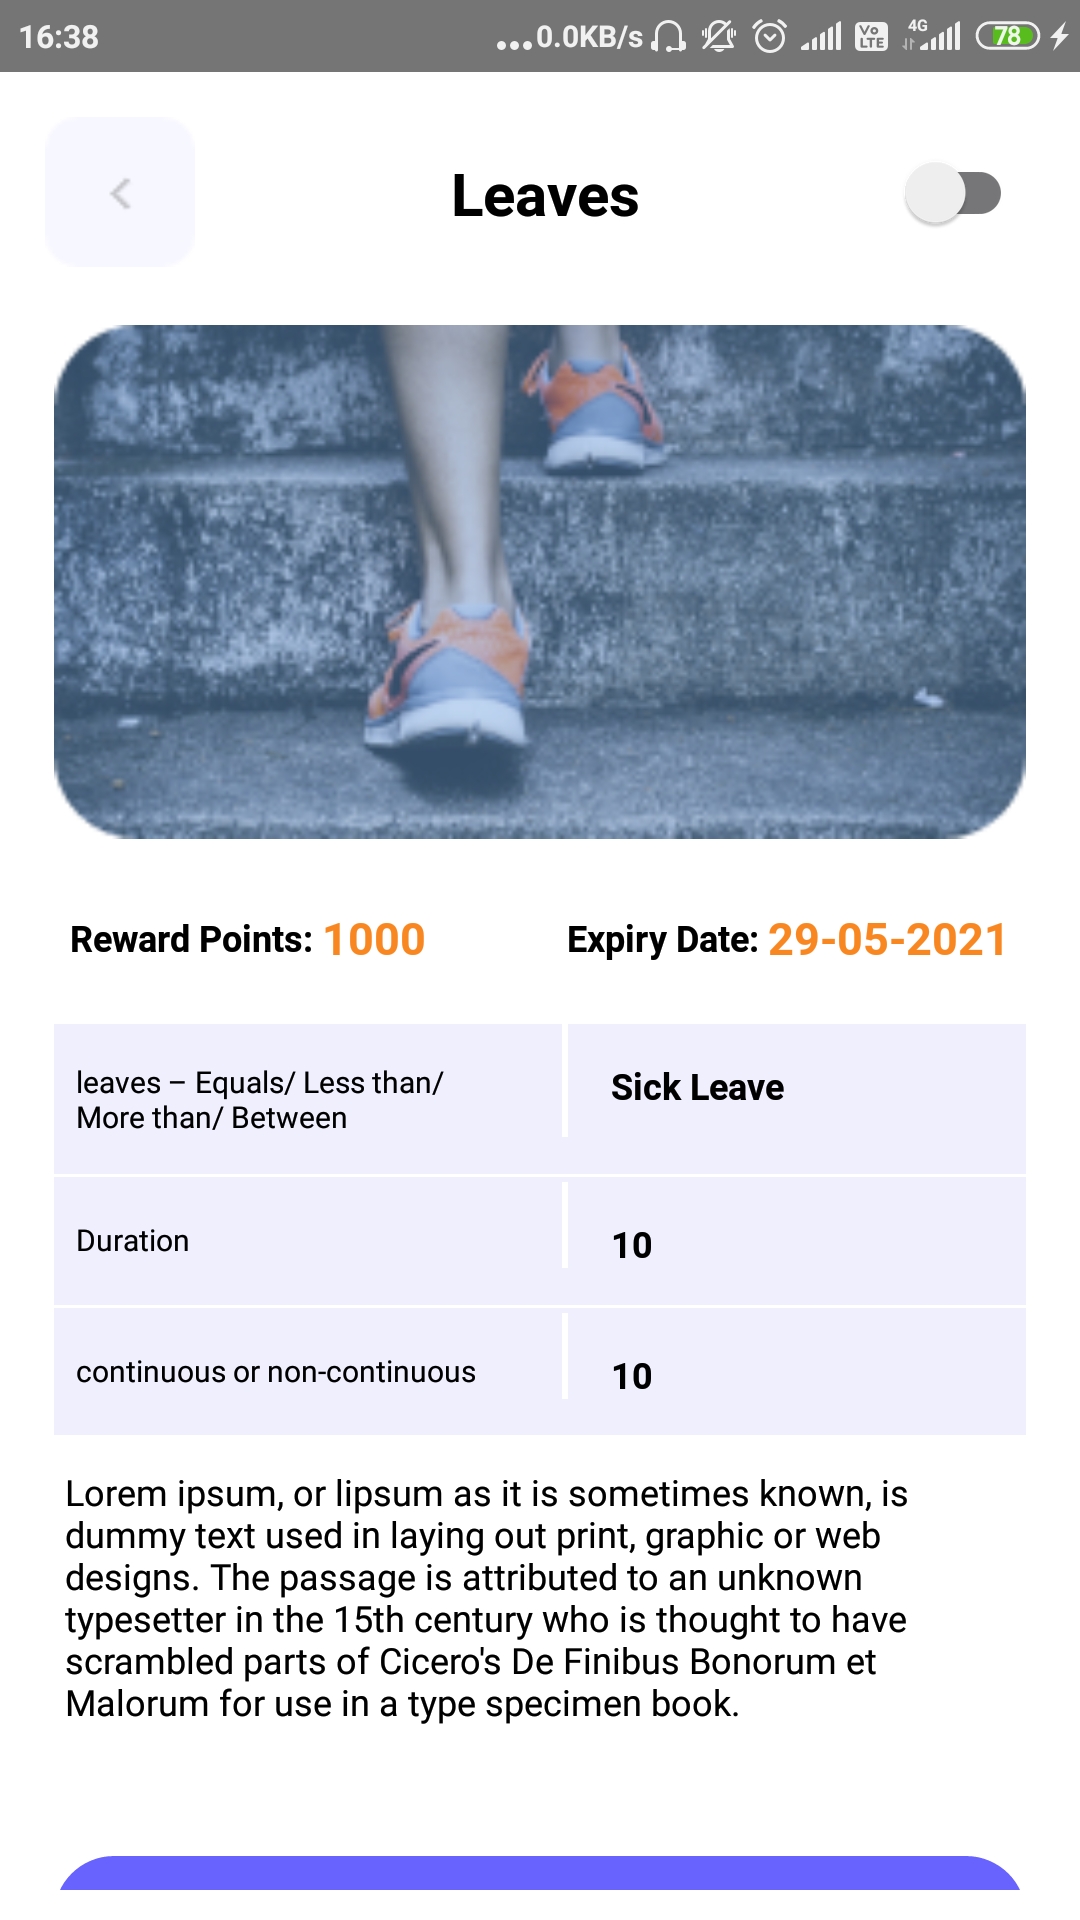 16:38 ...0.0KB/s Vo LTE 4G 78
Leaves
Reward Points: 1000 Expiry Date: 29-05-2021
leaves – Equals/ Less than/
More than/ Between
Sick Leave
Duration 10
continuous or non-continuous 10
Lorem ipsum, or lipsum as it is sometimes known, is
dummy text used in laying out print, graphic or web
designs. The passage is attributed to an unknown
typesetter in the 15th century who is thought to have
scrambled parts of Cicero's De Finibus Bonorum et
Malorum for use in a type specimen book.